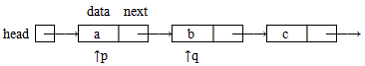 data next
head a b c
↑p ↑q